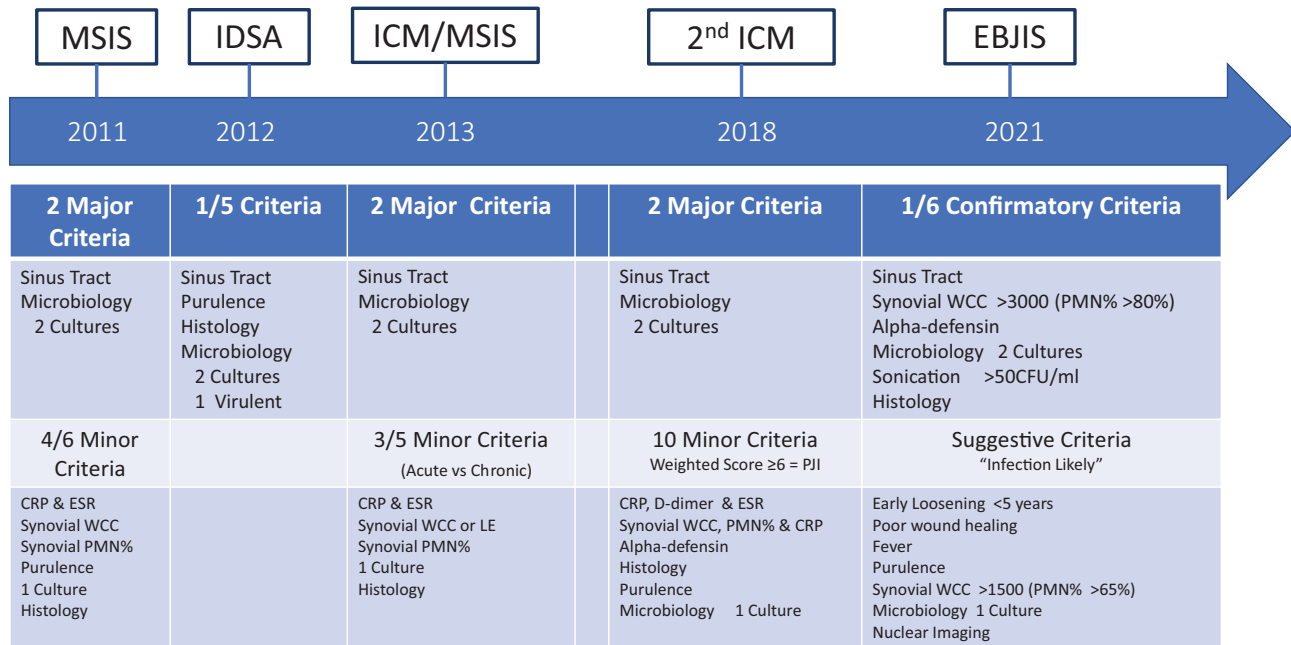 MSIS
IDSA
ICM/MSIS
2nd ICM
EBJIS
2011
2012
2013
2018
2021
2 Major
Criteria
1/5 Criteria
2 Major Criteria
2 Major Criteria
1/6 Confirmatory Criteria
Sinus Tract
Microbiology
2 Cultures
Sinus Tract
Purulence
Histology
Microbiology
2 Cultures
1 Virulent
Sinus Tract
Microbiology
2 Cultures
Sinus Tract
Microbiology
2 Cultures
Sinus Tract
Synovial WCC >3000 (PMN% >80%)
Alpha-defensin
Microbiology 2 Cultures
Sonication >50CFU/ml
Histology
4/6 Minor
Criteria
3/5 Minor Criteria
(Acute vs Chronic)
10 Minor Criteria
Weighted Score ≥6 = PJI
Suggestive Criteria
“Infection Likely”
CRP & ESR
Synovial WCC
Synovial PMN%
Purulence
1 Culture
Histology
CRP & ESR
Synovial WCC or LE
Synovial PMN%
1 Culture
Histology
CRP, D-dimer & ESR
Synovial WCC, PMN% & CRP
Alpha-defensin
Histology
Purulence
Microbiology 1 Culture
Early Loosening <5 years
Poor wound healing
Fever
Purulence
Synovial WCC >1500 (PMN% >65%)
Microbiology 1 Culture
Nuclear Imaging